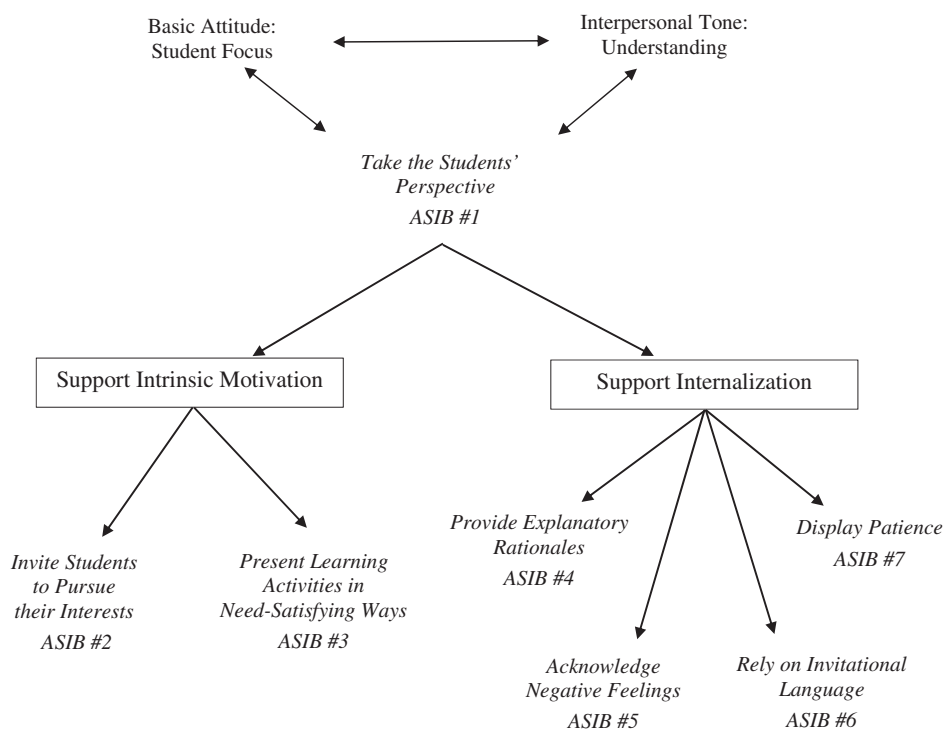 Basic Attitude:
Student Focus
Interpersonal Tone:
Understanding
Take the Students’
Perspective
ASIB #1
Support Intrinsic Motivation
Support Internalization
Invite Students
to Pursue
their Interests
ASIB #2
Present Learning
Activities in
Need-Satisfying Ways
ASIB #3
Provide Explanatory
Rationales
ASIB #4
Acknowledge
Negative Feelings
ASIB #5
Rely on Invitational
Language
ASIB #6
Display Patience
ASIB #7